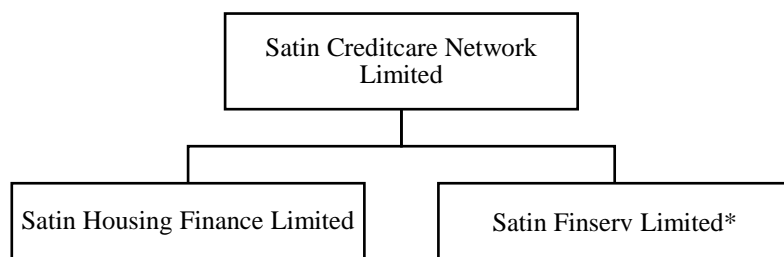 Satin Creditcare Network
Limited
Satin Housing Finance Limited
Satin Finserv Limited*